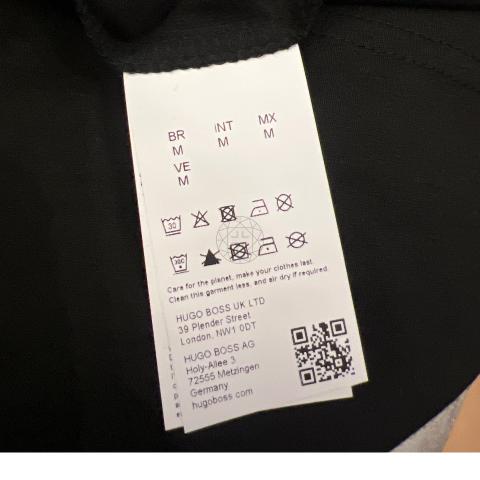 BR INT MX
M M M
VE
M
30
30C
Care for the planet, make your clothes last.
Clean this garment less, and air dry if required.
HUGO BOSS UK LTD
39 Plender Street
London, NW1 0DT
HUGO BOSS AG
Holy-Allee 3
72555 Metzingen
Germany
hugoboss.com